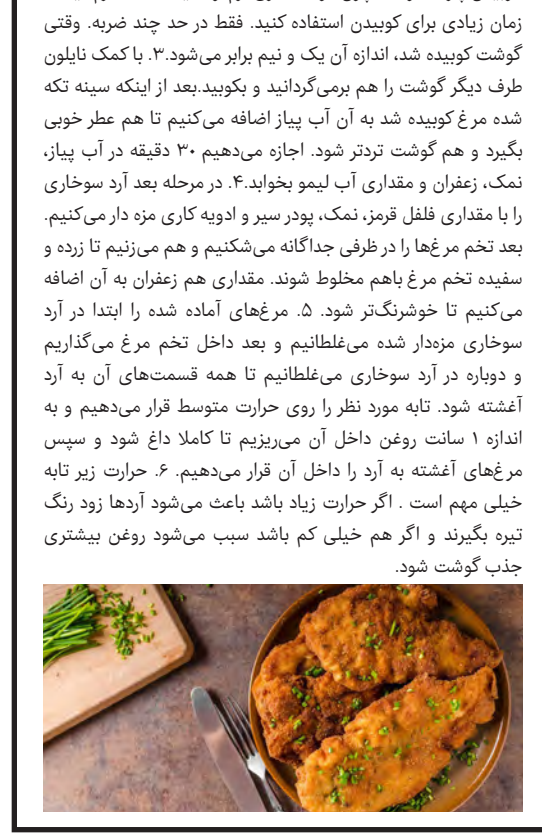 زمان زیادی برای کوبیدن استفاده کنید. فقط در حد چند ضربه. وقتی
گوشت کوبیده شد، اندازه آن یک و نیم برابر می‌شود.۳. با کمک نایلون
طرف دیگر گوشت را هم برمی‌گردانید و بکوبید.بعد از اینکه سینه تکه
شده مرغ کوبیده شد به آن آب پیاز اضافه می‌کنیم تا هم عطر خوبی
بگیرد و هم گوشت تردتر شود. اجازه می‌دهیم ۳۰ دقیقه در آب پیاز،
نمک، زعفران و مقداری آب لیمو بخوابد.۴. در مرحله بعد آرد سوخاری
را با مقداری فلفل قرمز، نمک، پودر سیر و ادویه کاری مزه دار می‌کنیم.
بعد تخم مرغ‌ها را در ظرفی جداگانه می‌شکنیم و هم می‌زنیم تا زرده و
سفیده تخم مرغ باهم مخلوط شوند. مقداری هم زعفران به آن اضافه
می‌کنیم تا خوشرنگ‌تر شود. ۵. مرغ‌های آماده شده را ابتدا در آرد
سوخاری مزه‌دار شده می‌غلطانیم و بعد داخل تخم مرغ می‌گذاریم
و دوباره در آرد سوخاری می‌غلطانیم تا همه قسمت‌های آن به آرد
آغشته شود. تابه مورد نظر را روی حرارت متوسط قرار می‌دهیم و به
اندازه ۱ سانت روغن داخل آن می‌ریزیم تا کاملا داغ شود و سپس
مرغ‌های آغشته به آرد را داخل آن قرار می‌دهیم. ۶. حرارت زیر تابه
خیلی مهم است . اگر حرارت زیاد باشد باعث می‌شود آردها زود رنگ
تیره بگیرند و اگر هم خیلی کم باشد سبب می‌شود روغن بیشتری
جذب گوشت شود.